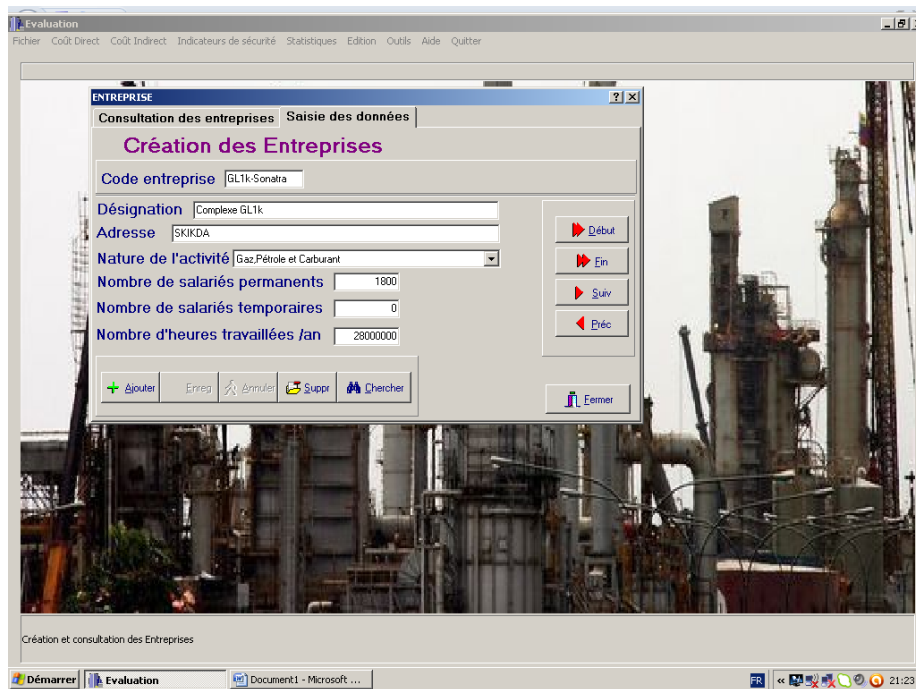 Evaluation
Fichier Coût Direct Coût Indirect Indicateurs de sécurité Statistiques Edition Outils Aide Quitter
ENTREPRISE
Consultation des entreprises Saisie des données
Création des Entreprises
Code entreprise GL1k-Sonatra
Désignation Complexe GL1k
Adresse SKIKDA
Nature de l'activité Gaz,Pétrole et Carburant
Nombre de salariés permanents 1800
Nombre de salariés temporaires 0
Nombre d'heures travaillées /an 28000000
Début
Fin
Suiv
Préc
Ajouter Enreg Annuler Suppr Chercher
Fermer
Création et consultation des Entreprises
Démarrer Evaluation Document1 - Microsoft ... FR « 21:23